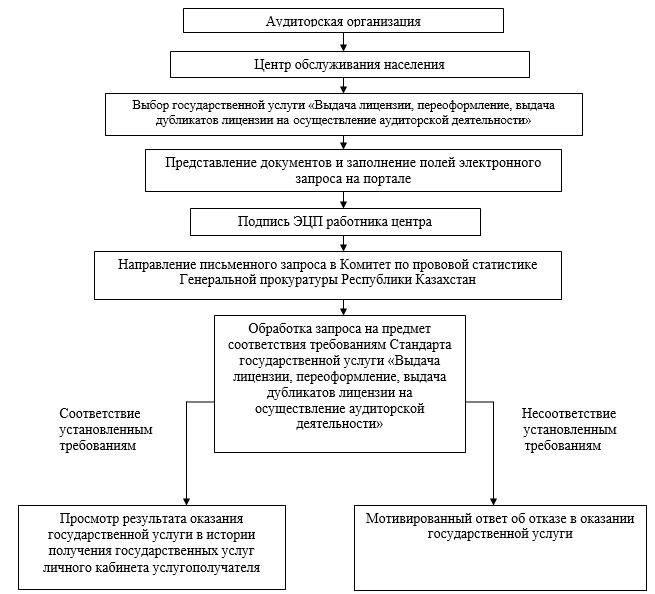 Аудиторская организация
Центр обслуживания населения
Выбор государственной услуги «Выдача лицензии, переоформление, выдача
дубликатов лицензии на осуществление аудиторской деятельности»
Представление документов и заполнение полей электронного
запроса на портале
Подпись ЭЦП работника центра
Направление письменного запроса в Комитет по прововой статистике
Генеральной прокуратуры Республики Казахстан
Обработка запроса на предмет
соответствия требованиям Стандарта
государственной услуги «Выдача
лицензии, переоформление, выдача
дубликатов лицензии на
осуществление аудиторской
деятельности»
Соответствие
установленным
требованиям
Несоответствие
установленным
требованиям
Просмотр результата оказания
государственной услуги в истории
получения государственных услуг
личного кабинета услугополучателя
Мотивированный ответ об отказе в оказании
государственной услуги